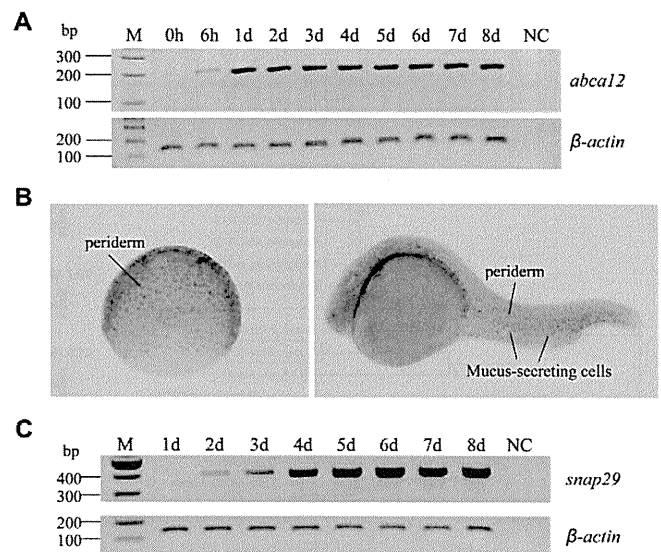 A
bp M 0h 6h 1d 2d 3d 4d 5d 6d 7d 8d NC
300
200
100
abca12
200
100
β-actin
B
periderm
periderm
Mucus-secreting cells
C
bp M 1d 2d 3d 4d 5d 6d 7d 8d NC
400
300
snap29
200
100
β-actin